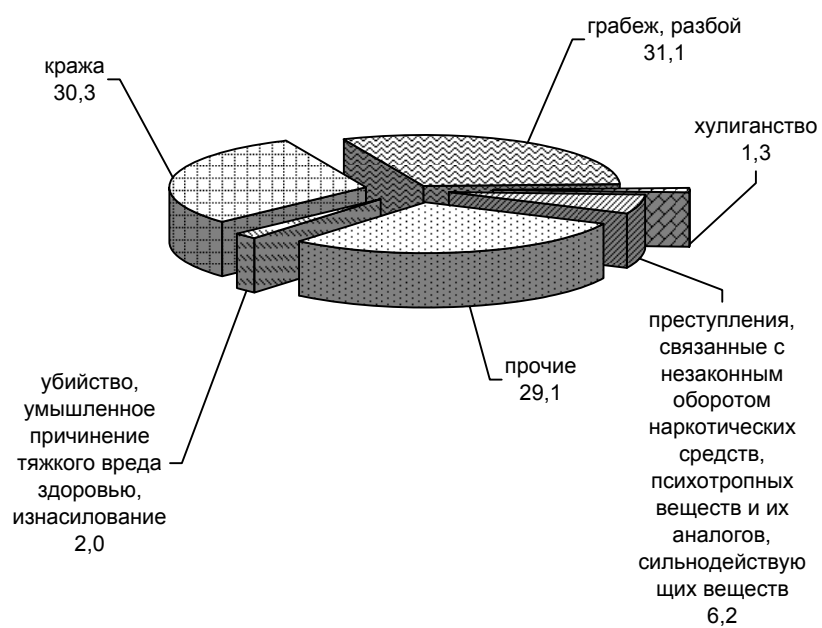 грабеж, разбой
31,1
кража
30,3
хулиганство
1,3
преступления,
связанные с
незаконным
оборотом
наркотических
средств,
психотропных
веществ и их
аналогов,
сильнодействую
щих веществ
6,2
прочие
29,1
убийство,
умышленное
причинение
тяжкого вреда
здоровью,
изнасилование
2,0